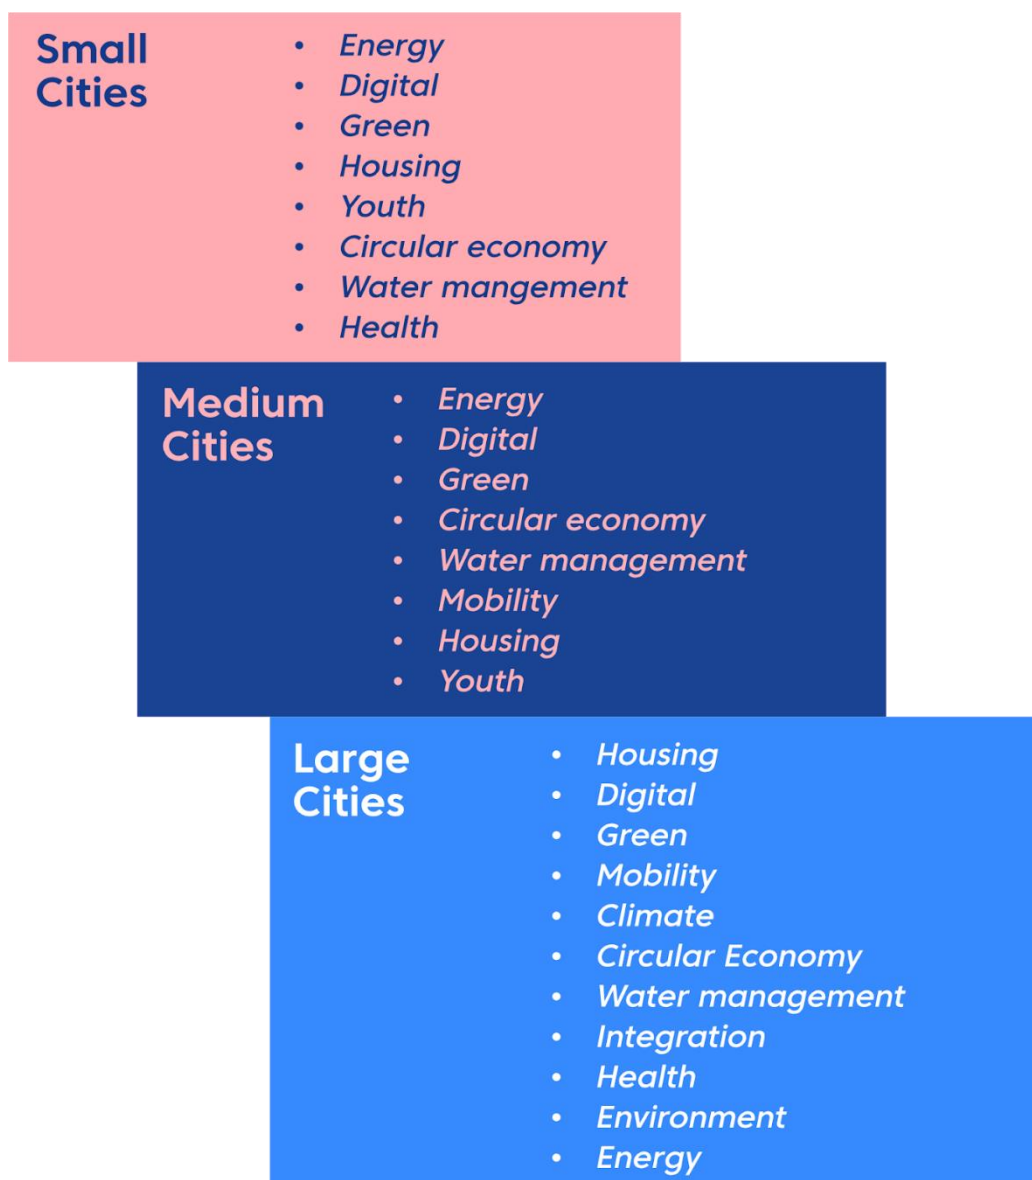 Small
Cities
• Energy
• Digital
• Green
• Housing
• Youth
• Circular economy
• Water mangement
• Health
Medium
Cities
• Energy
• Digital
• Green
• Circular economy
• Water management
• Mobility
• Housing
• Youth
Large
Cities
• Housing
• Digital
• Green
• Mobility
• Climate
• Circular Economy
• Water management
• Integration
• Health
• Environment
• Energy